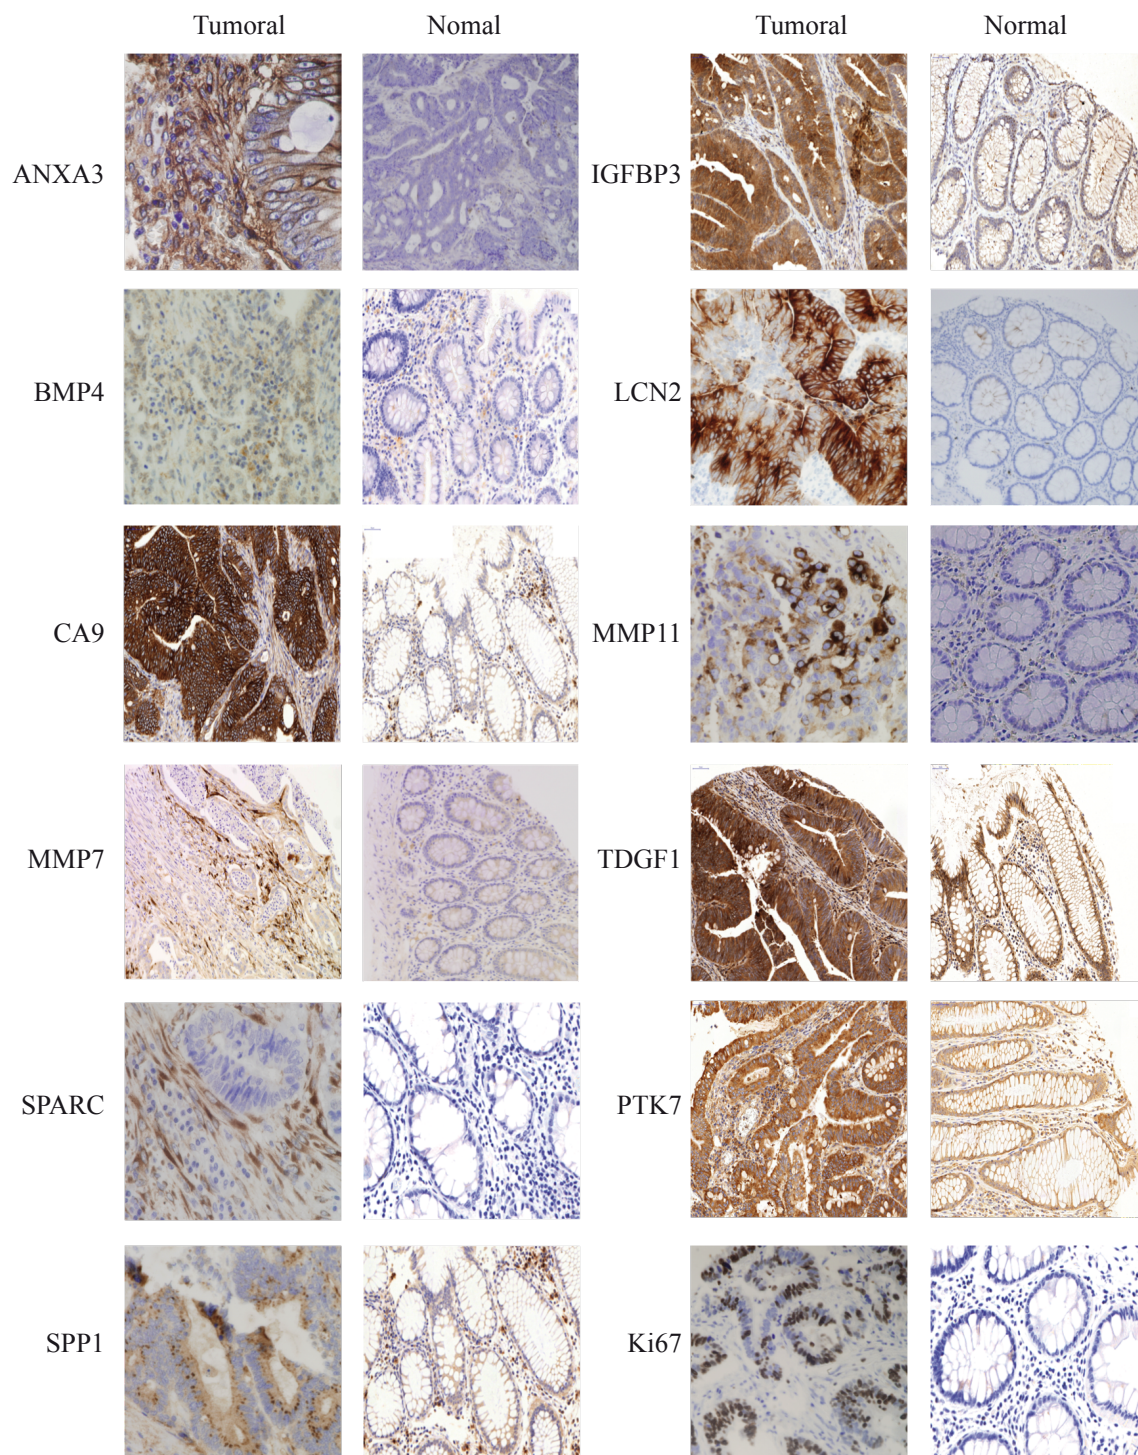 Tumoral Nomal Tumoral Normal
ANXA3 IGFBP3
BMP4 LCN2
CA9 MMP11
MMP7 TDGF1
SPARC PTK7
SPP1 Ki67